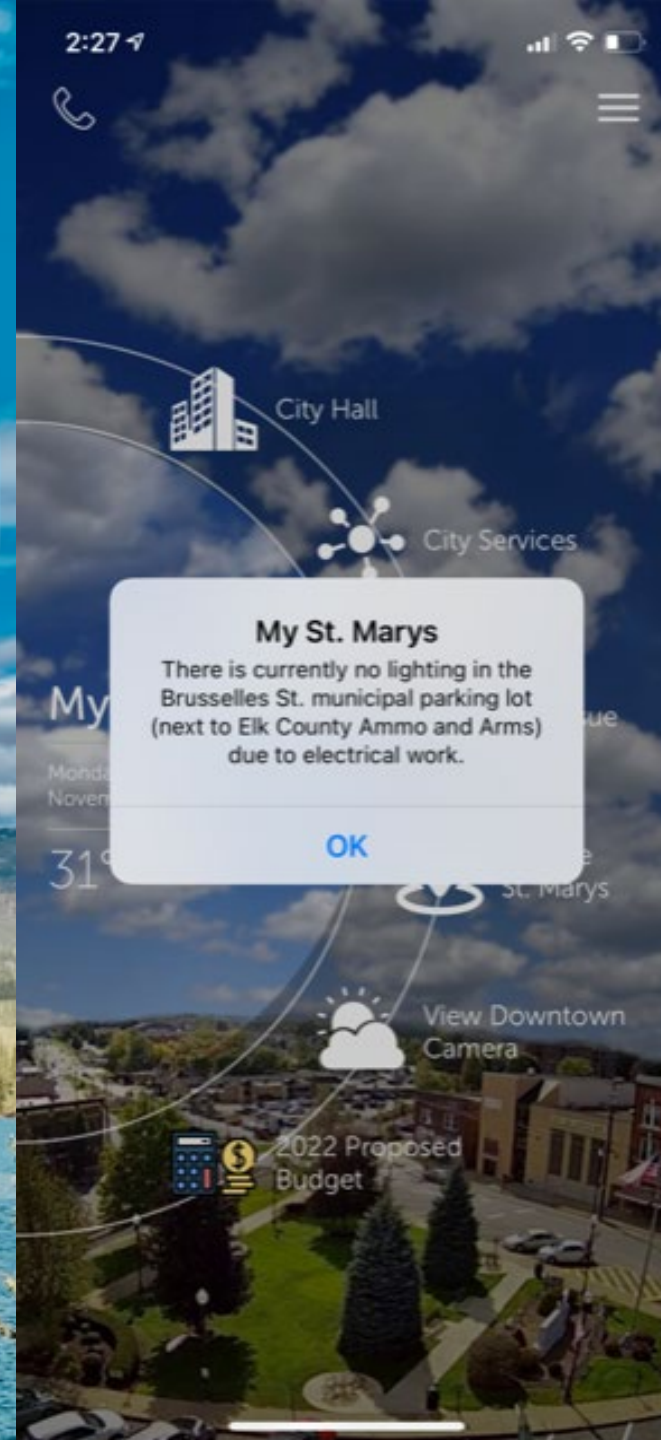 2:27
City Hall
City Services
My St. Marys
There is currently no lighting in the
Brusselles St. municipal parking lot
(next to Elk County Ammo and Arms)
due to electrical work.
OK
My
31°
St. Marys
View Downtown
Camera
2022 Proposed
Budget